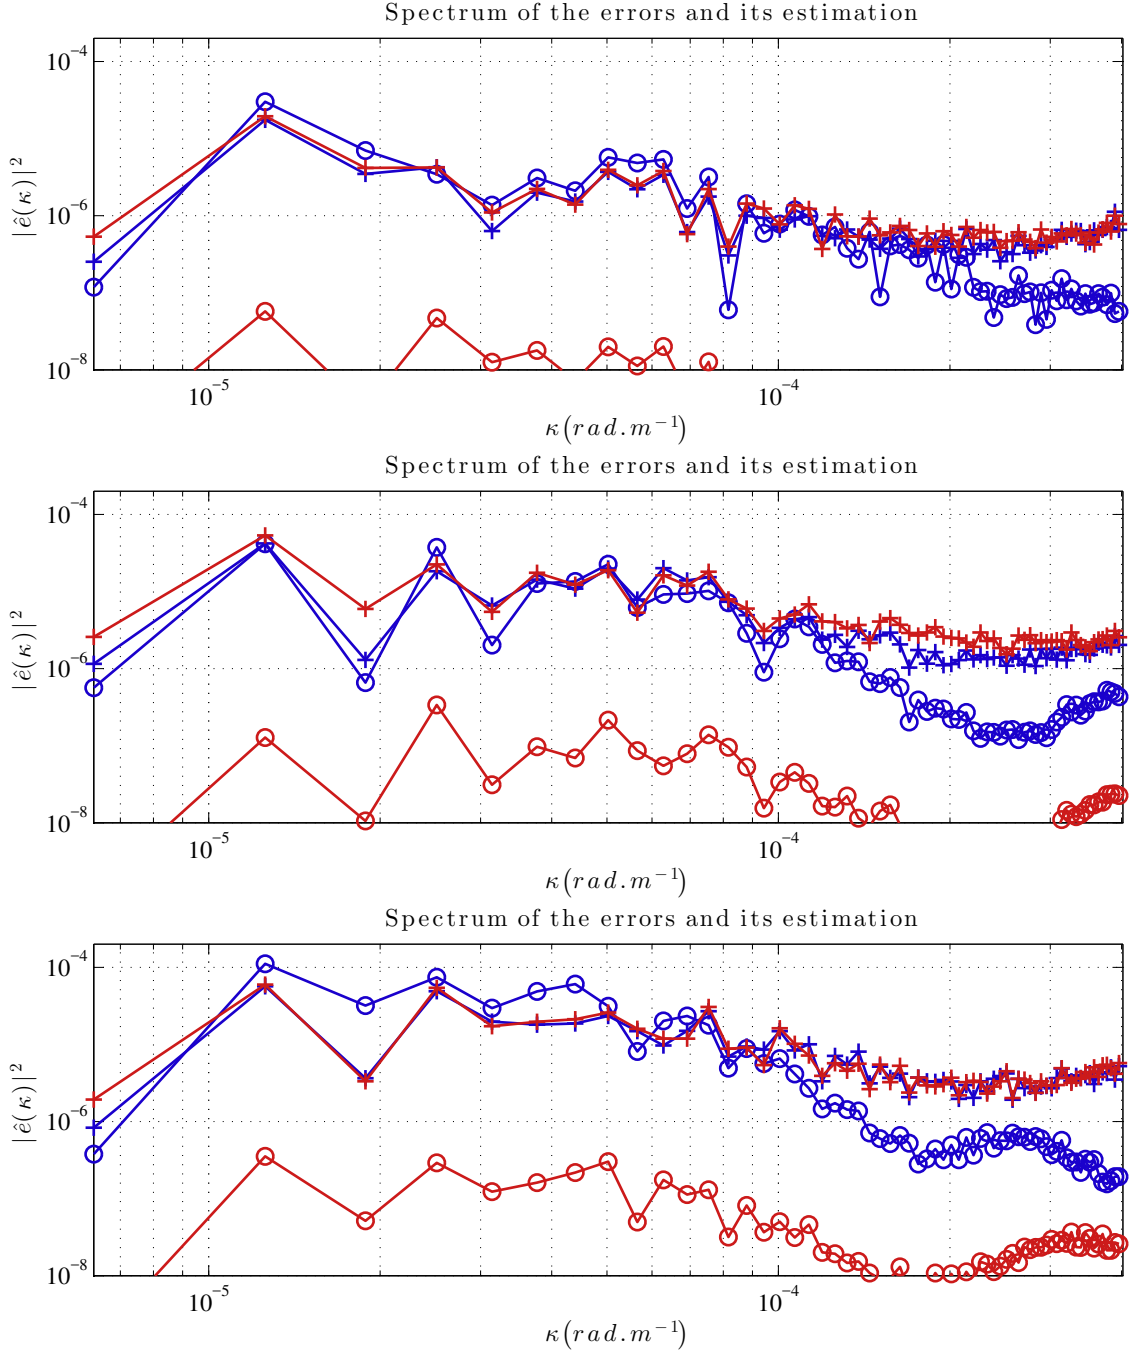 Spectrum of the errors and its estimation
10⁻⁴
10⁻⁶
10⁻⁸
|ê(κ)|²
10⁻⁵
10⁻⁴
κ(rad.m⁻¹)
Spectrum of the errors and its estimation
10⁻⁴
10⁻⁶
10⁻⁸
|ê(κ)|²
10⁻⁵
10⁻⁴
κ(rad.m⁻¹)
Spectrum of the errors and its estimation
10⁻⁴
10⁻⁶
10⁻⁸
|ê(κ)|²
10⁻⁵
10⁻⁴
κ(rad.m⁻¹)